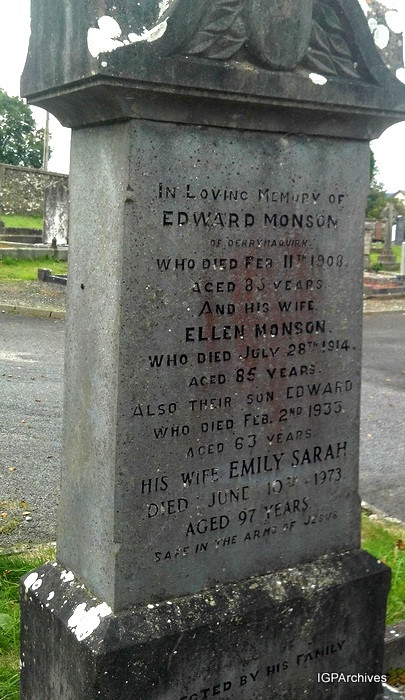 IN LOVING MEMORY OF
EDWARD MONSON
OF DERRYHAQUIRK.
WHO DIED FEB 11TH 1908.
AGED 83 YEARS
AND HIS WIFE
ELLEN MONSON.
WHO DIED JULY 28TH 1914.
AGED 85 YEARS.
ALSO THEIR SON EDWARD
WHO DIED FEB. 2ND 1933.
AGED 63 YEARS.
HIS WIFE EMILY SARAH
DIED JUNE 10TH 1973
AGED 97 YEARS
SAFE IN THE ARMS OF JESUS
BY HIS FAMILY
IGPArchives